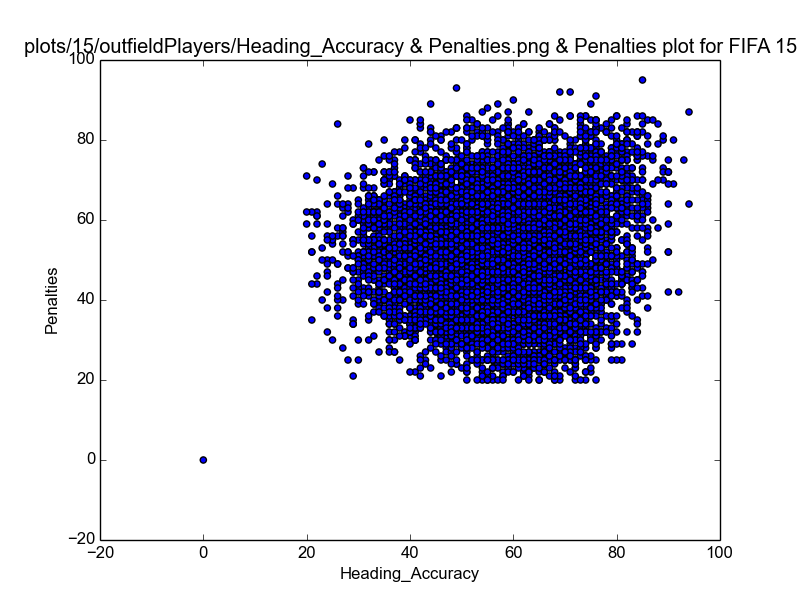 plots/15/outfieldPlayers/Heading_Accuracy & Penalties.png & Penalties plot for FIFA 15
100
80
60
40
20
0
−20
Penalties
−20 0 20 40 60 80 100
Heading_Accuracy